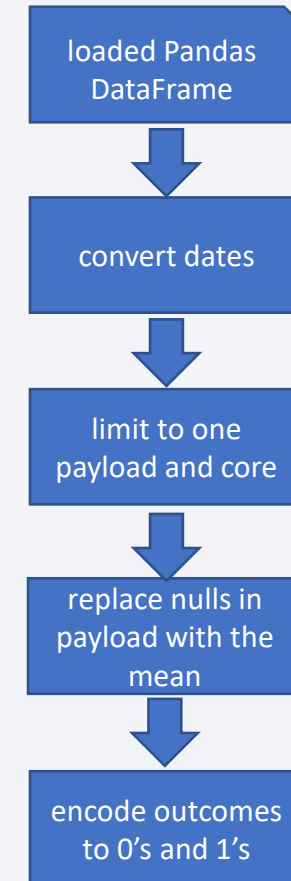 loaded Pandas
DataFrame
convert dates
limit to one
payload and core
replace nulls in
payload with the
mean
encode outcomes
to 0's and 1's